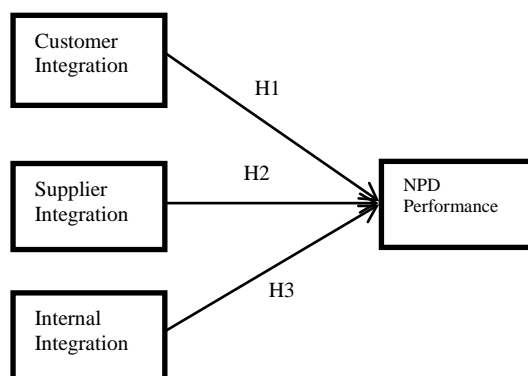 Customer
Integration
H1
Supplier
Integration
H2
NPD
Performance
H3
Internal
Integration